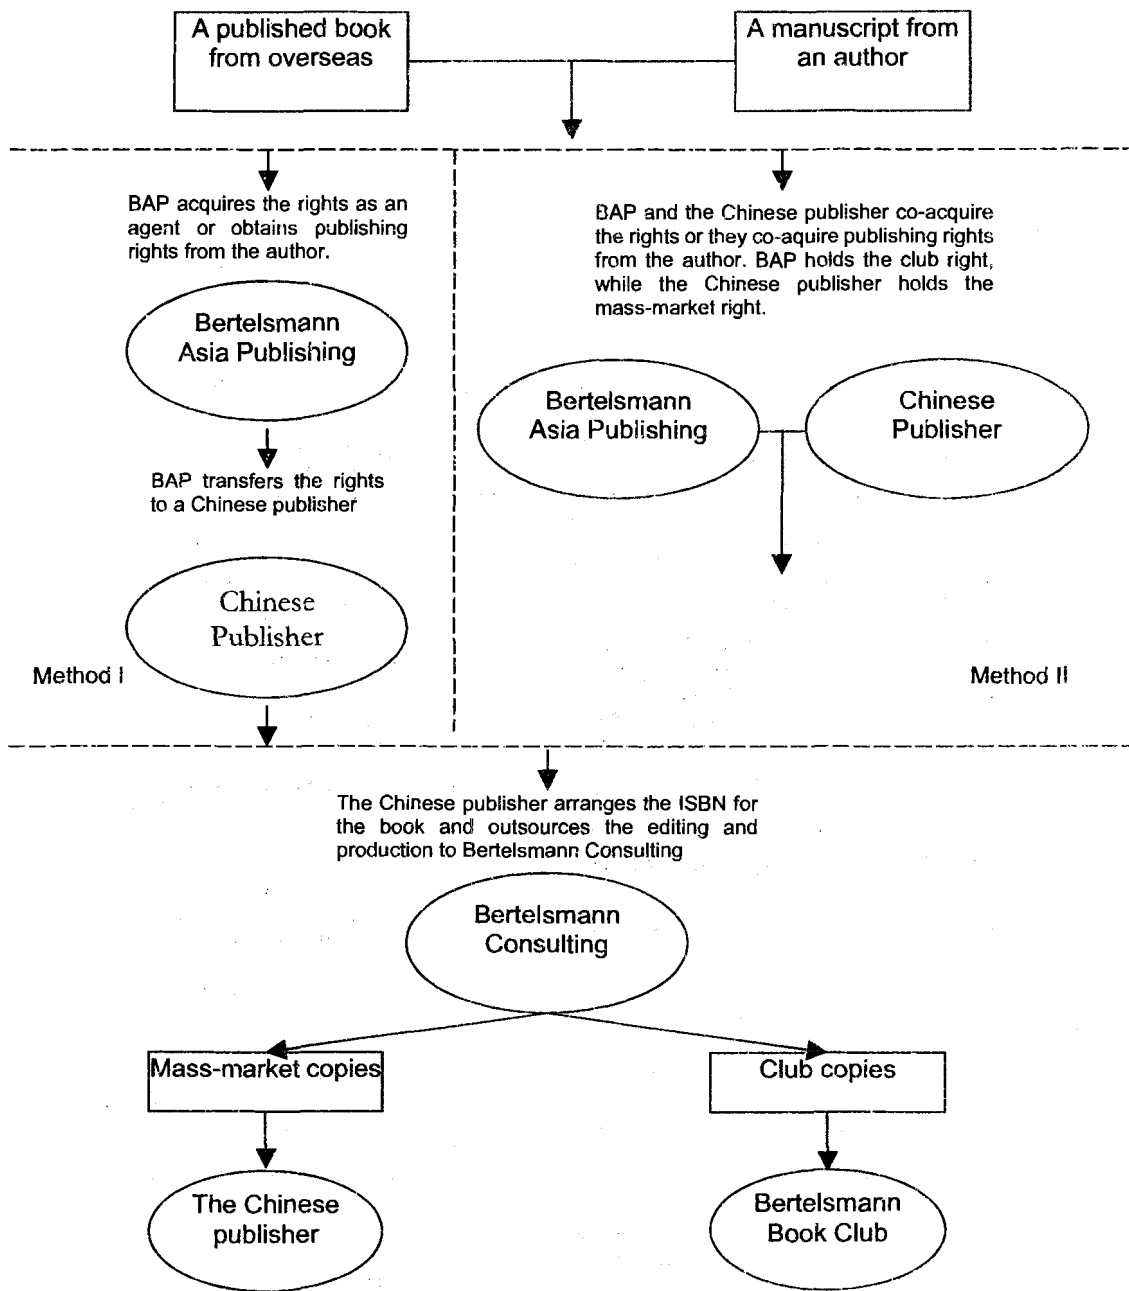 A published book
from overseas
A manuscript from
an author
BAP acquires the rights as an
agent or obtains publishing
rights from the author.
Bertelsmann
Asia Publishing
BAP transfers the rights
to a Chinese publisher
Chinese
Publisher
Method I
BAP and the Chinese publisher co-acquire
the rights or they co-aquire publishing rights
from the author. BAP holds the club right,
while the Chinese publisher holds the
mass-market right.
Bertelsmann
Asia Publishing
Chinese
Publisher
Method II
The Chinese publisher arranges the ISBN for
the book and outsources the editing and
production to Bertelsmann Consulting
Bertelsmann
Consulting
Mass-market copies
Club copies
The Chinese
publisher
Bertelsmann
Book Club